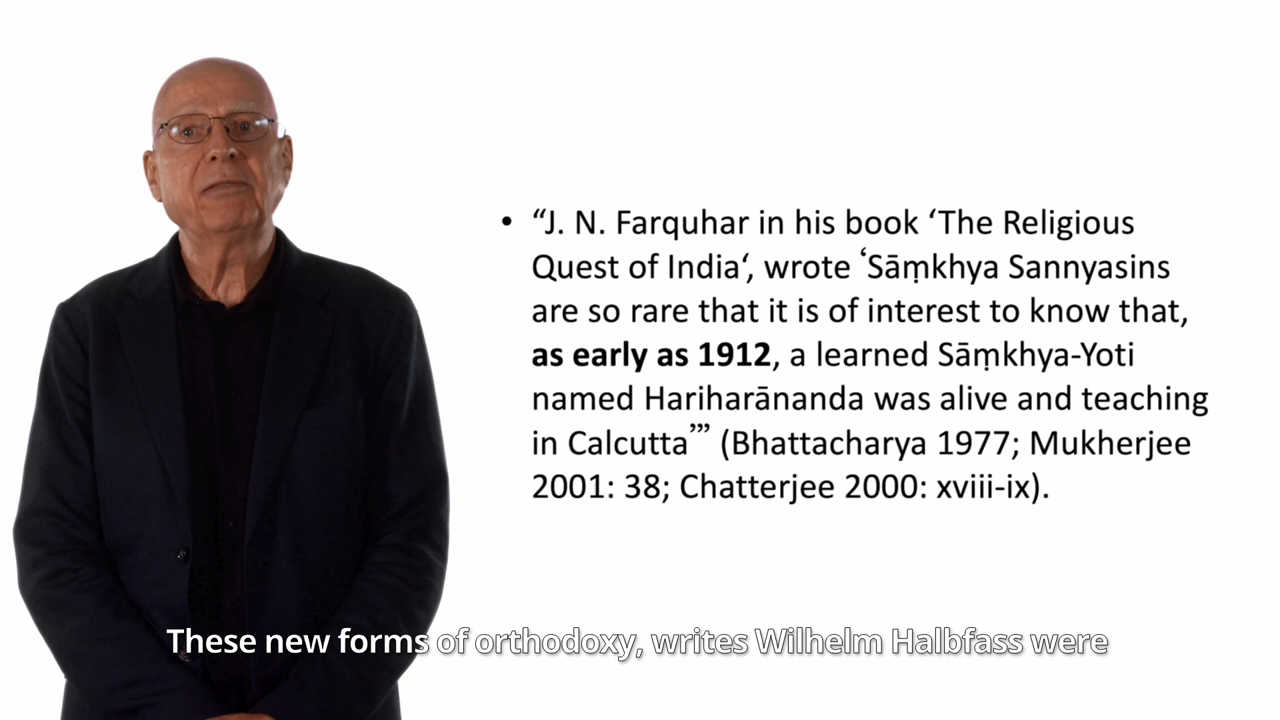 • “J. N. Farquhar in his book ‘The Religious
Quest of India‘, wrote ‘Sāṃkhya Sannyasins
are so rare that it is of interest to know that,
as early as 1912, a learned Sāṃkhya-Yoti
named Hariharānanda was alive and teaching
in Calcutta’” (Bhattacharya 1977; Mukherjee
2001: 38; Chatterjee 2000: xviii-ix).
These new forms of orthodoxy, writes Wilhelm Halbfass were